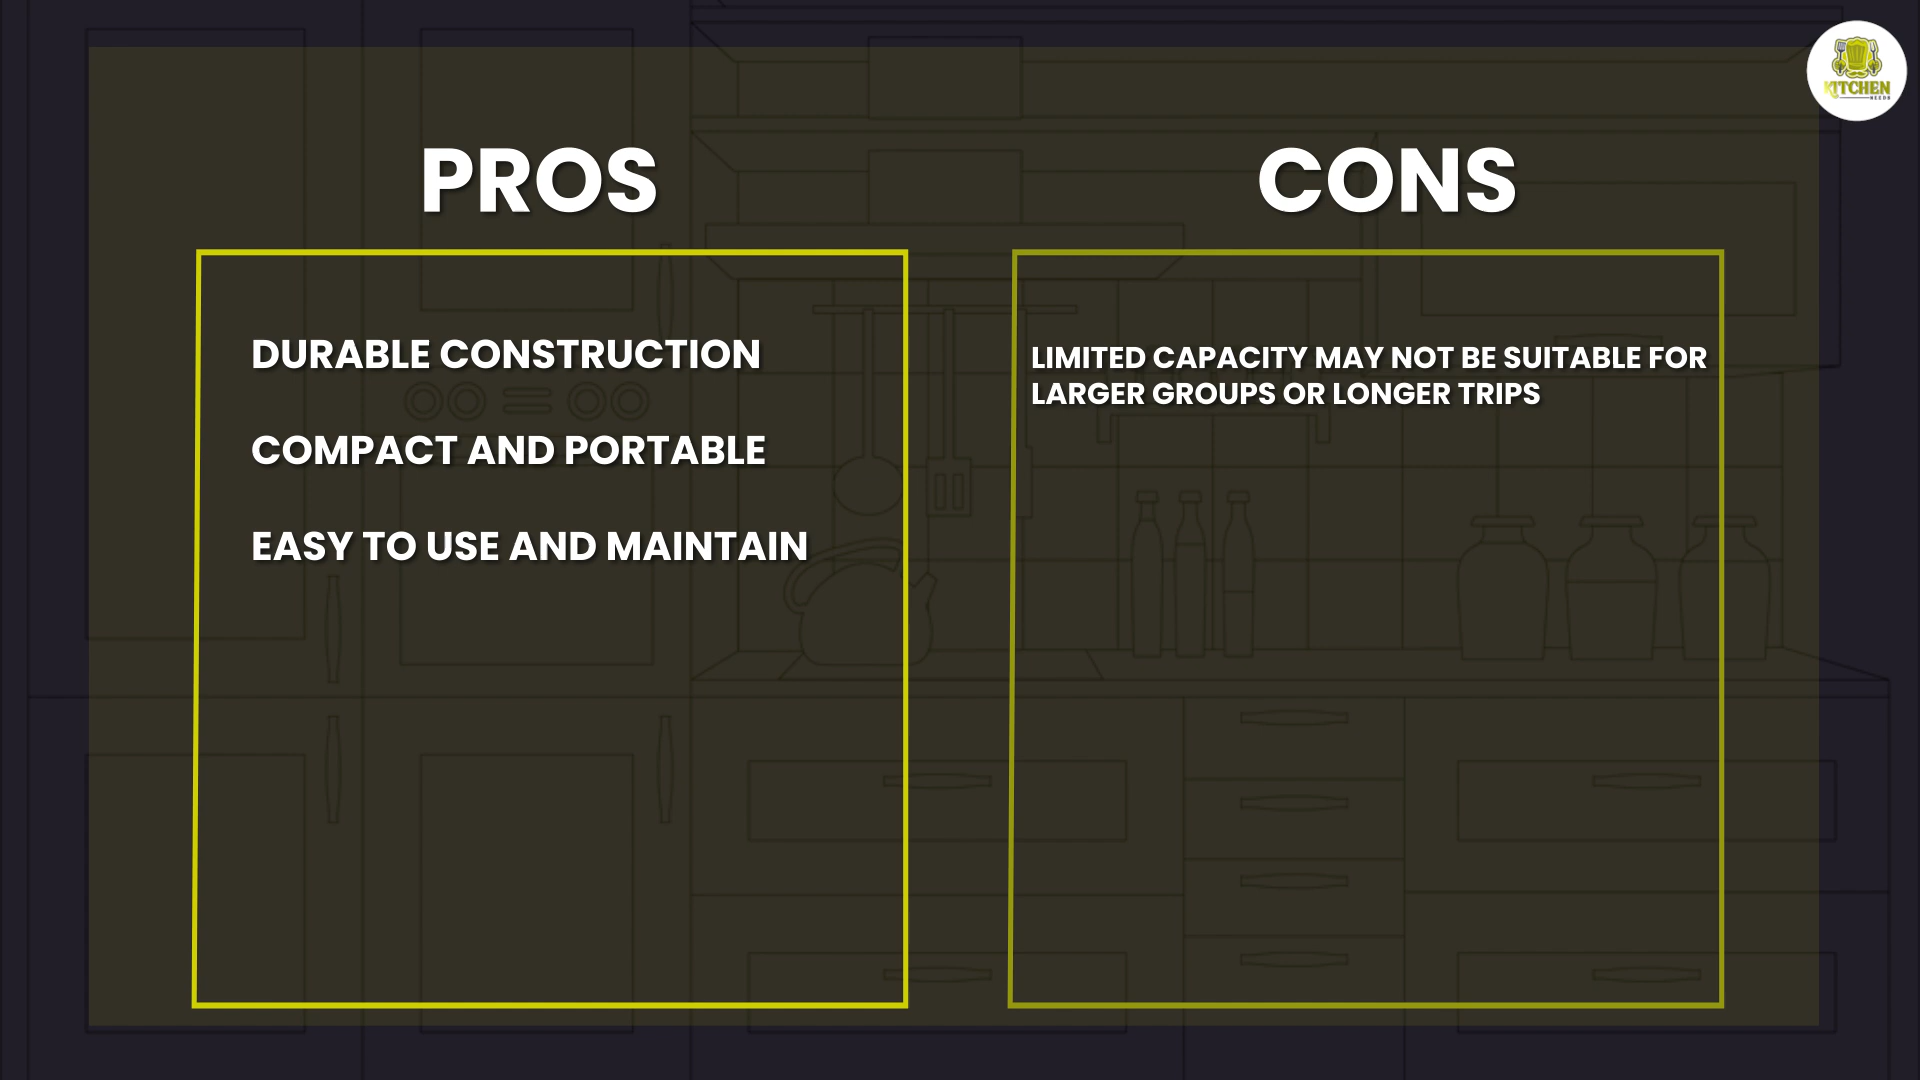 KITCHEN
NEEDS
PROS
DURABLE CONSTRUCTION
COMPACT AND PORTABLE
EASY TO USE AND MAINTAIN
CONS
LIMITED CAPACITY MAY NOT BE SUITABLE FOR
LARGER GROUPS OR LONGER TRIPS